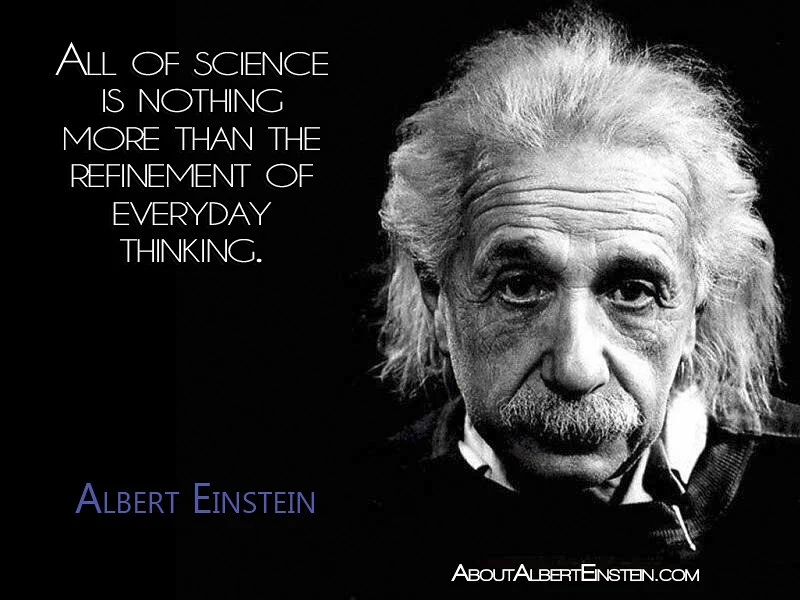 All of science
is nothing
more than the
refinement of
everyday
thinking.
Albert Einstein
AboutAlbertEinstein.com